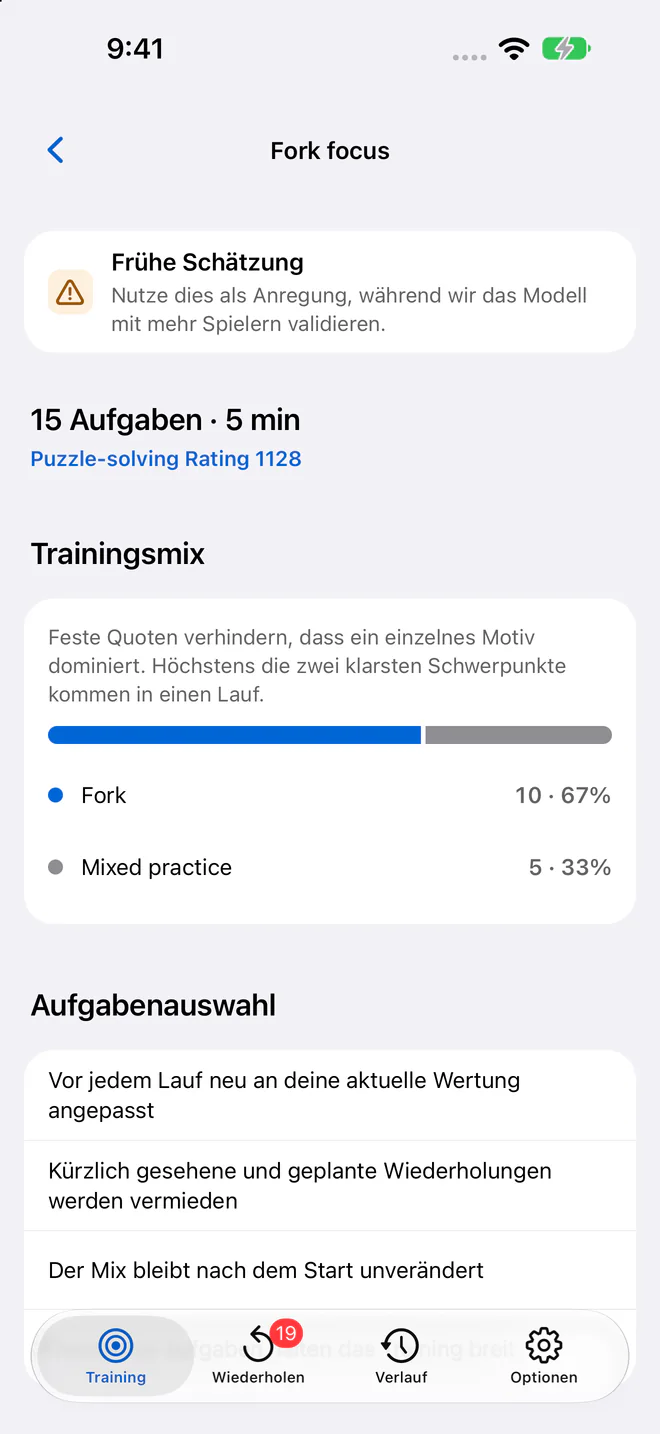 9:41
Fork focus
Frühe Schätzung
Nutze dies als Anregung, während wir das Modell
mit mehr Spielern validieren.
15 Aufgaben · 5 min
Puzzle-solving Rating 1128
Trainingsmix
Feste Quoten verhindern, dass ein einzelnes Motiv
dominiert. Höchstens die zwei klarsten Schwerpunkte
kommen in einen Lauf.
Fork 10 · 67%
Mixed practice 5 · 33%
Aufgabenauswahl
Vor jedem Lauf neu an deine aktuelle Wertung
angepasst
Kürzlich gesehene und geplante Wiederholungen
werden vermieden
Der Mix bleibt nach dem Start unverändert
19
Training Wiederholen Verlauf Optionen